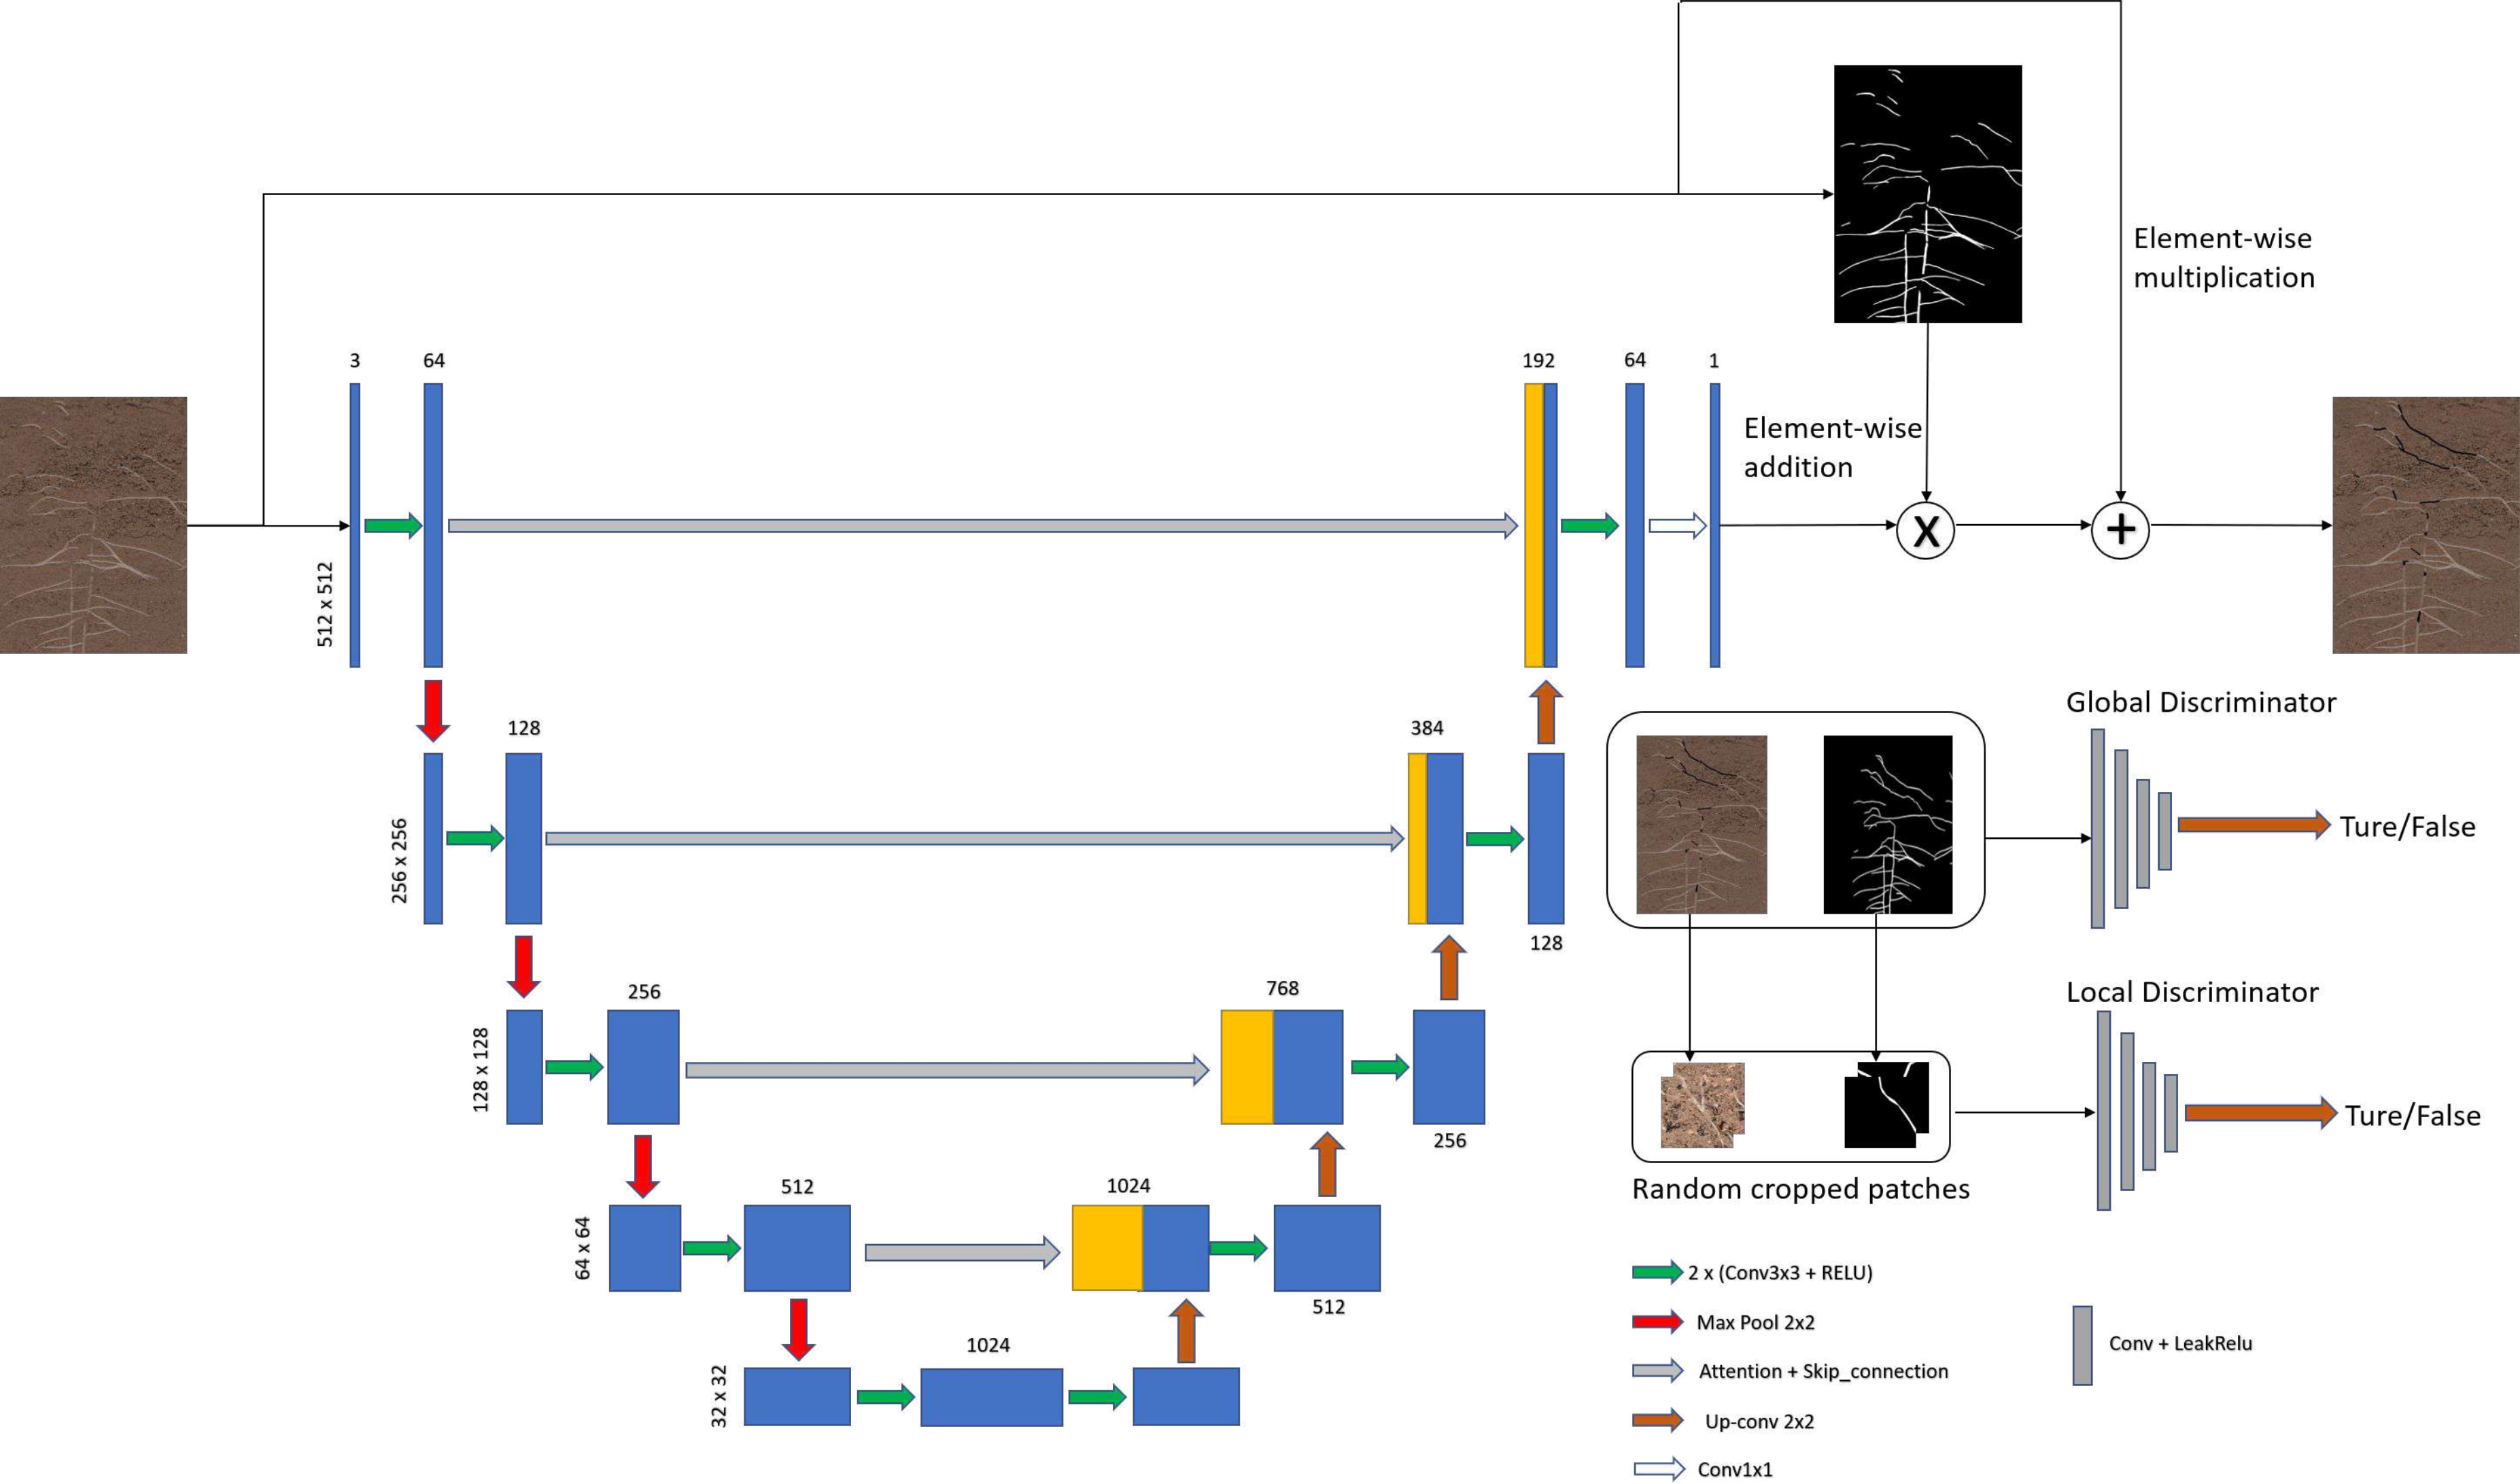 Element-wise
multiplication
3
64
192
64
1
Element-wise
addition
X
+
512 x 512
128
384
256 x 256
128
256
768
128 x 128
256
512
1024
64 x 64
512
1024
32 x 32
Global Discriminator
Ture/False
Local Discriminator
Ture/False
Random cropped patches
2 x (Conv3x3 + RELU)
Max Pool 2x2
Attention + Skip_connection
Up-conv 2x2
Conv1x1
Conv + LeakRelu